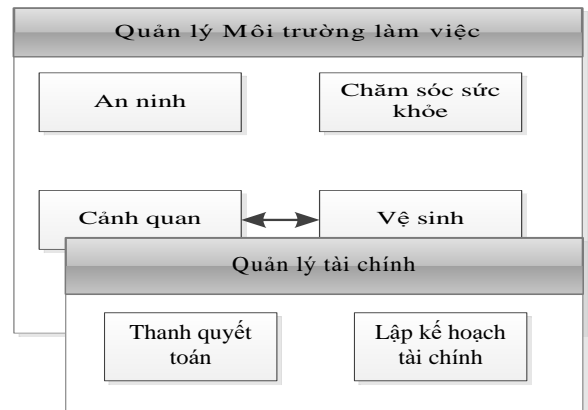 Quản lý Môi trường làm việc
An ninh
Chăm sóc sức
khỏe
Cảnh quan
Vệ sinh
Quản lý tài chính
Thanh quyết
toán
Lập kế hoạch
tài chính